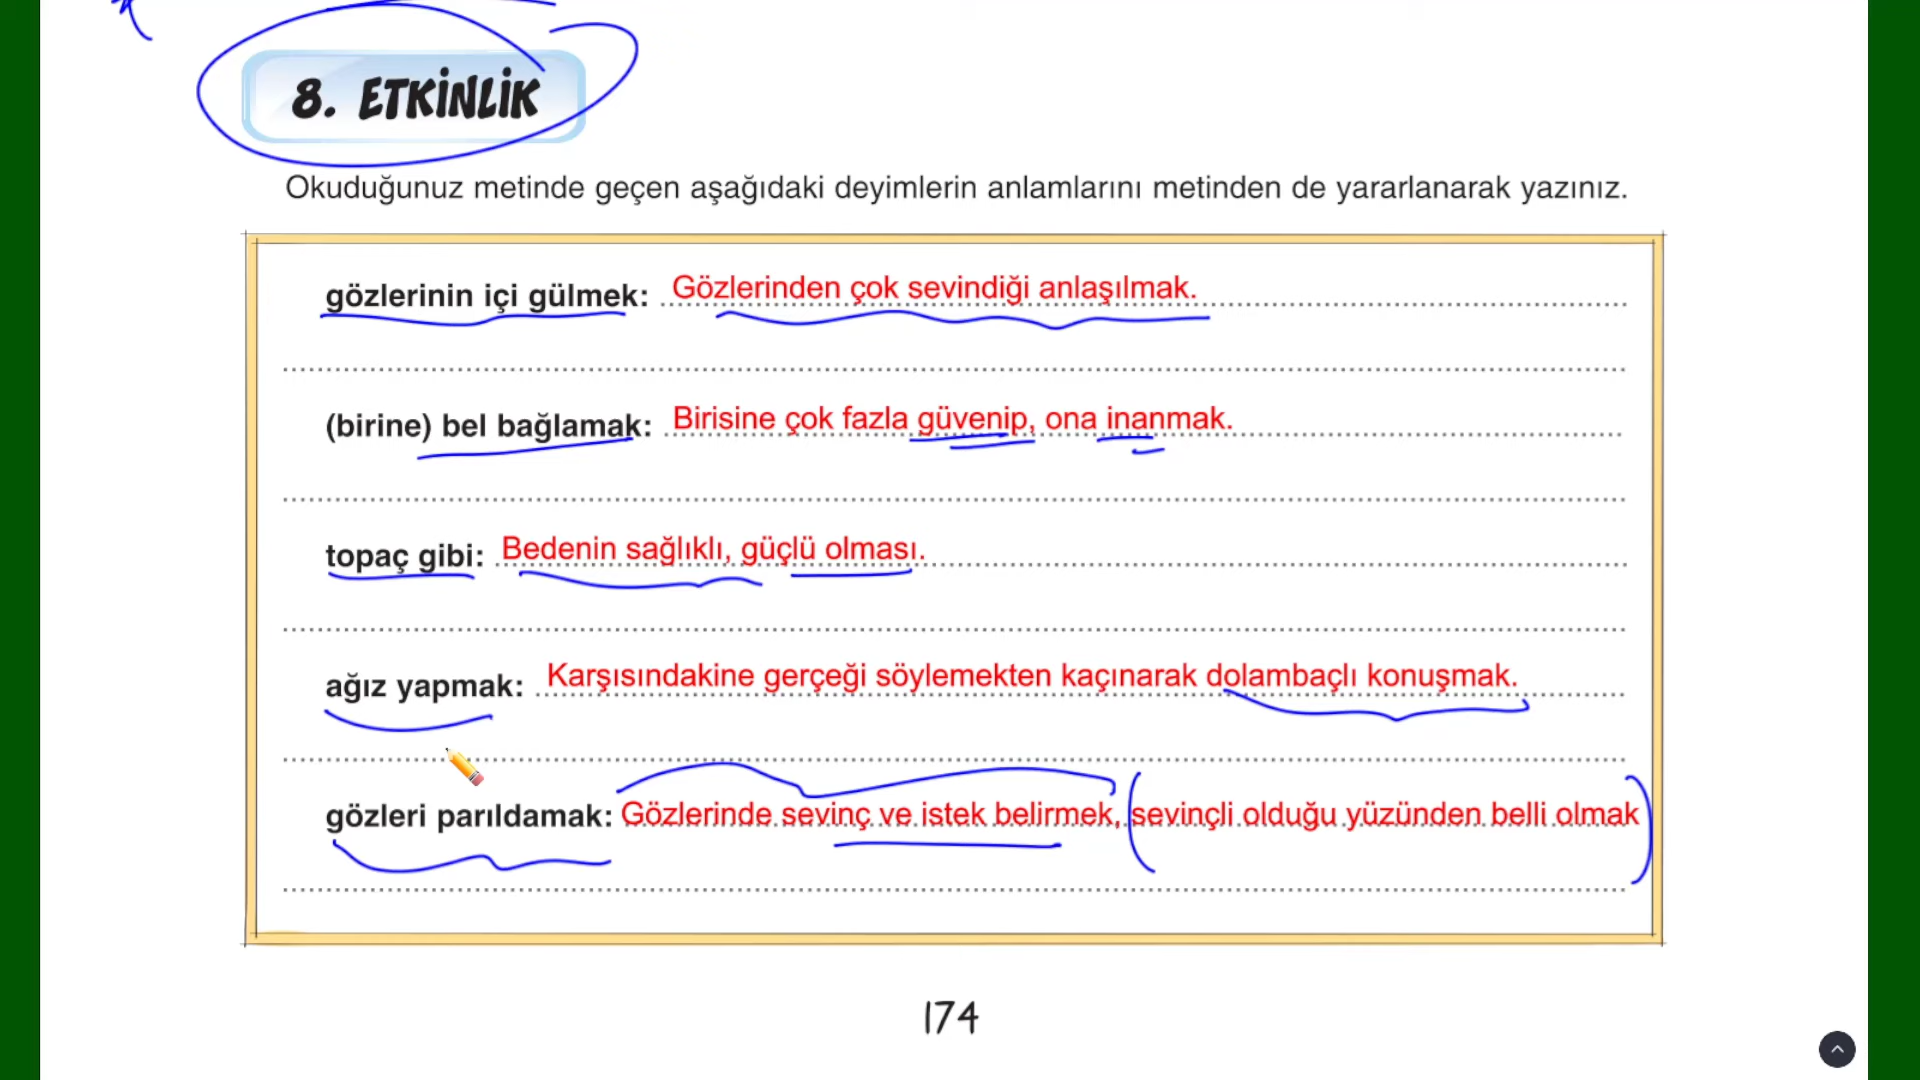 8. ETKİNLİK
Okuduğunuz metinde geçen aşağıdaki deyimlerin anlamlarını metinden de yararlanarak yazınız.
gözlerinin içi gülmek: Gözlerinden çok sevindiği anlaşılmak.
(birine) bel bağlamak: Birisine çok fazla güvenip, ona inanmak.
topaç gibi: Bedenin sağlıklı, güçlü olması.
ağız yapmak: Karşısındakine gerçeği söylemekten kaçınarak dolambaçlı konuşmak.
gözleri parıldamak: Gözlerinde sevinç ve istek belirmek, sevinçli olduğu yüzünden belli olmak
174